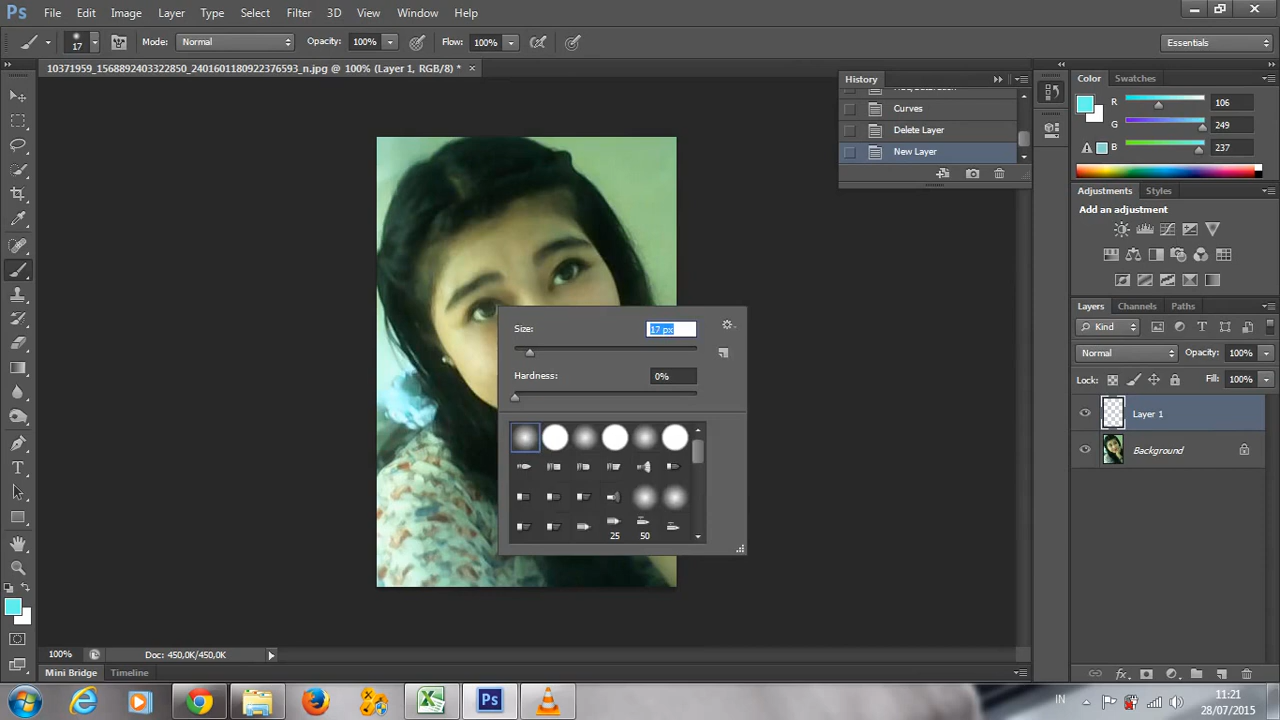 Ps File Edit Image Layer Type Select Filter 3D View Window Help
17 Mode: Normal Opacity: 100% Flow: 100% Essentials
10371959_1568892403322850_2401601180922376593_n.jpg @ 100% (Layer 1, RGB/8) * ×
History
Curves
Delete Layer
New Layer
Color Swatches
R 106
G 249
B 237
Adjustments Styles
Add an adjustment
Layers Channels Paths
Kind
Normal Opacity: 100%
Lock: Fill: 100%
Layer 1
Background
Size: 17 px
Hardness: 0%
25 50
100% Doc: 450,0K/450,0K
Mini Bridge Timeline
Ps IN 11:21
28/07/2015